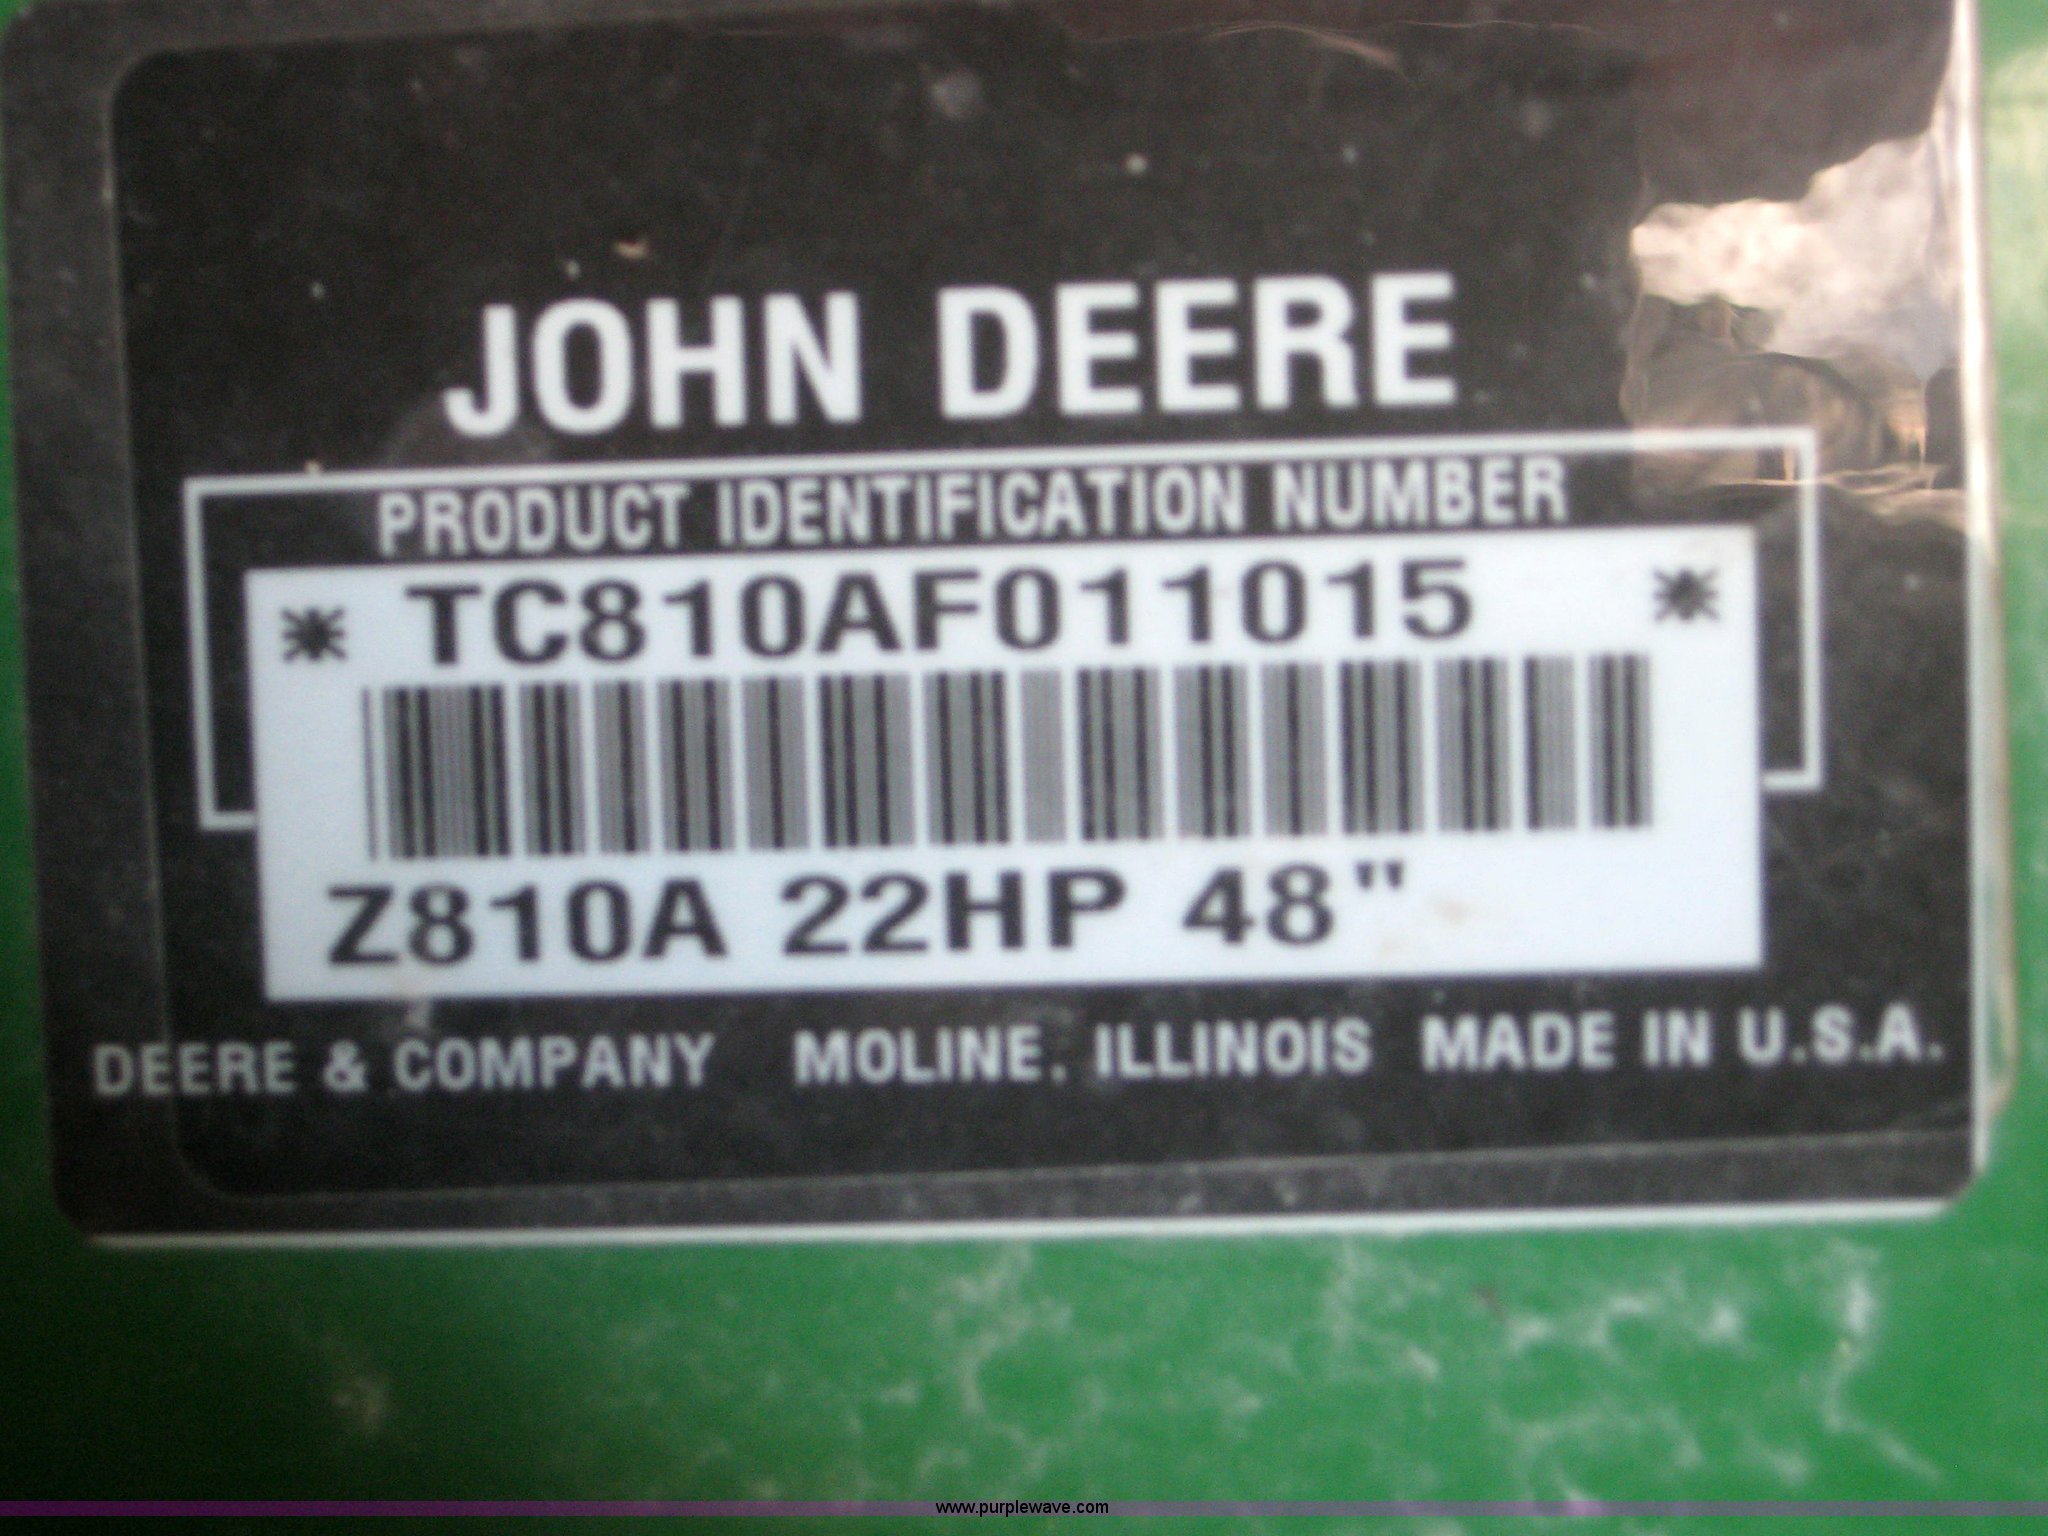 JOHN DEERE
PRODUCT IDENTIFICATION NUMBER
* TC810AF011015 *
Z810A 22HP 48"
DEERE & COMPANY MOLINE, ILLINOIS MADE IN U.S.A.
www.purplewave.com